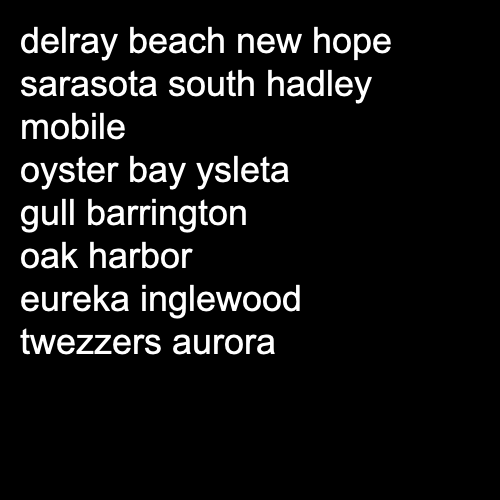 delray beach new hope
sarasota south hadley
mobile
oyster bay ysleta
gull barrington
oak harbor
eureka inglewood
twezzers aurora